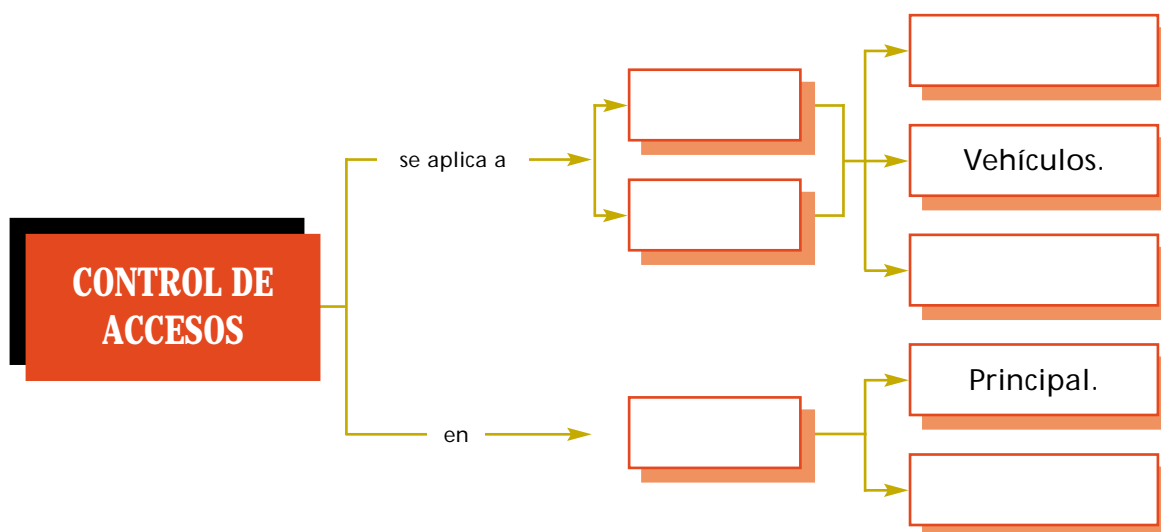 CONTROL DE
ACCESOS
se aplica a
Vehículos.
en
Principal.